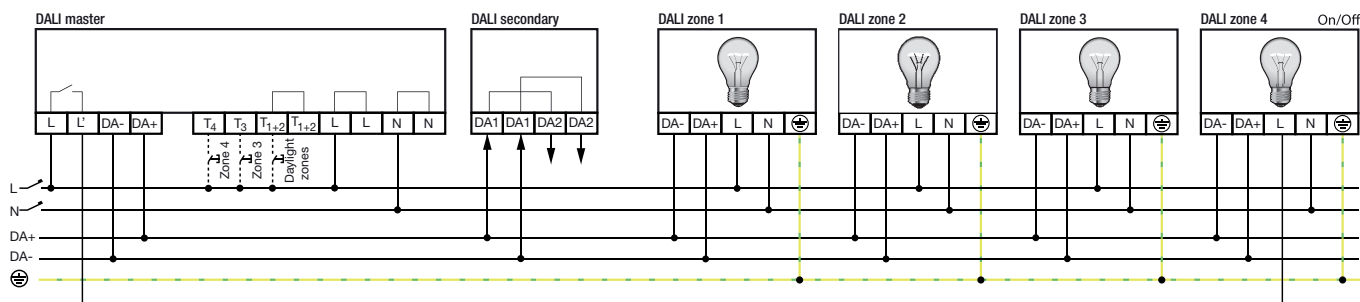 DALI master
DALI secondary
DALI zone 1
DALI zone 2
DALI zone 3
DALI zone 4
On/Off
L L' DA- DA+ T4 T3 T1+2 T1+2 L L N N
DA1 DA1 DA2 DA2
DA- DA+ L N
DA- DA+ L N
DA- DA+ L N
DA- DA+ L N
Zone 4
Zone 3
Daylight
zones
L
N
DA+
DA-